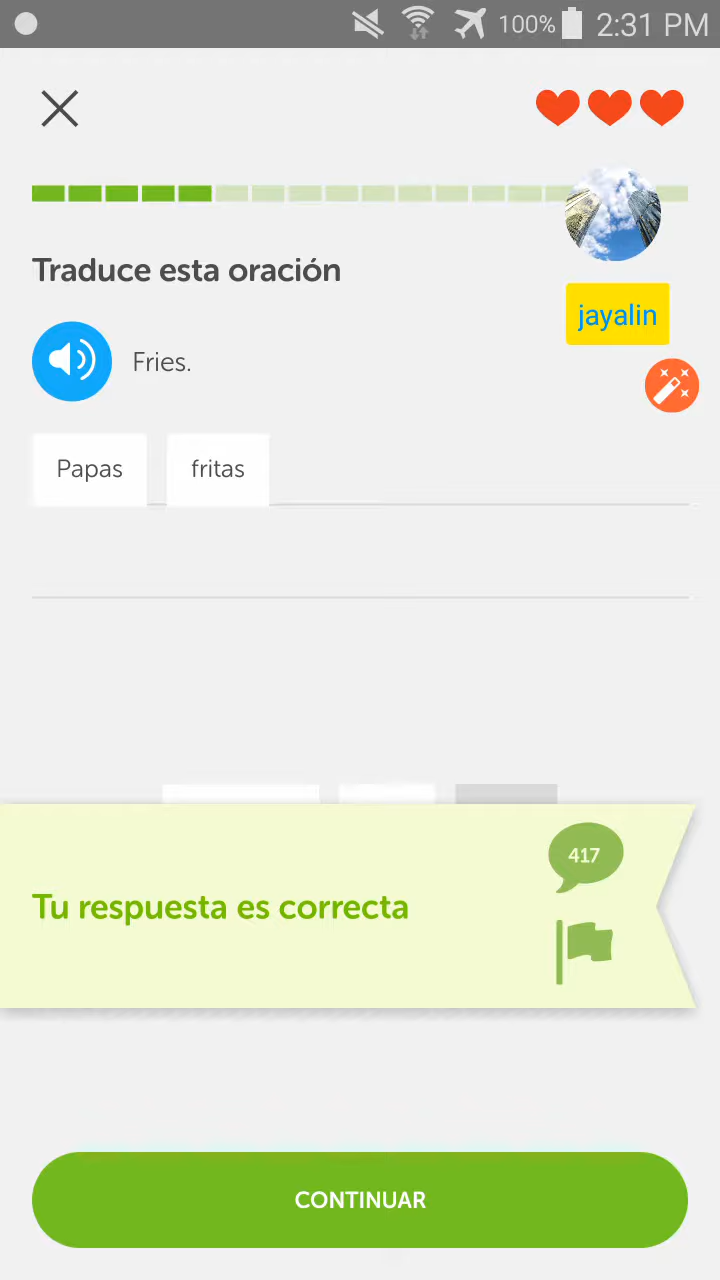 100% 2:31 PM
Traduce esta oración
jayalin
Fries.
Papas fritas
417
Tu respuesta es correcta
CONTINUAR